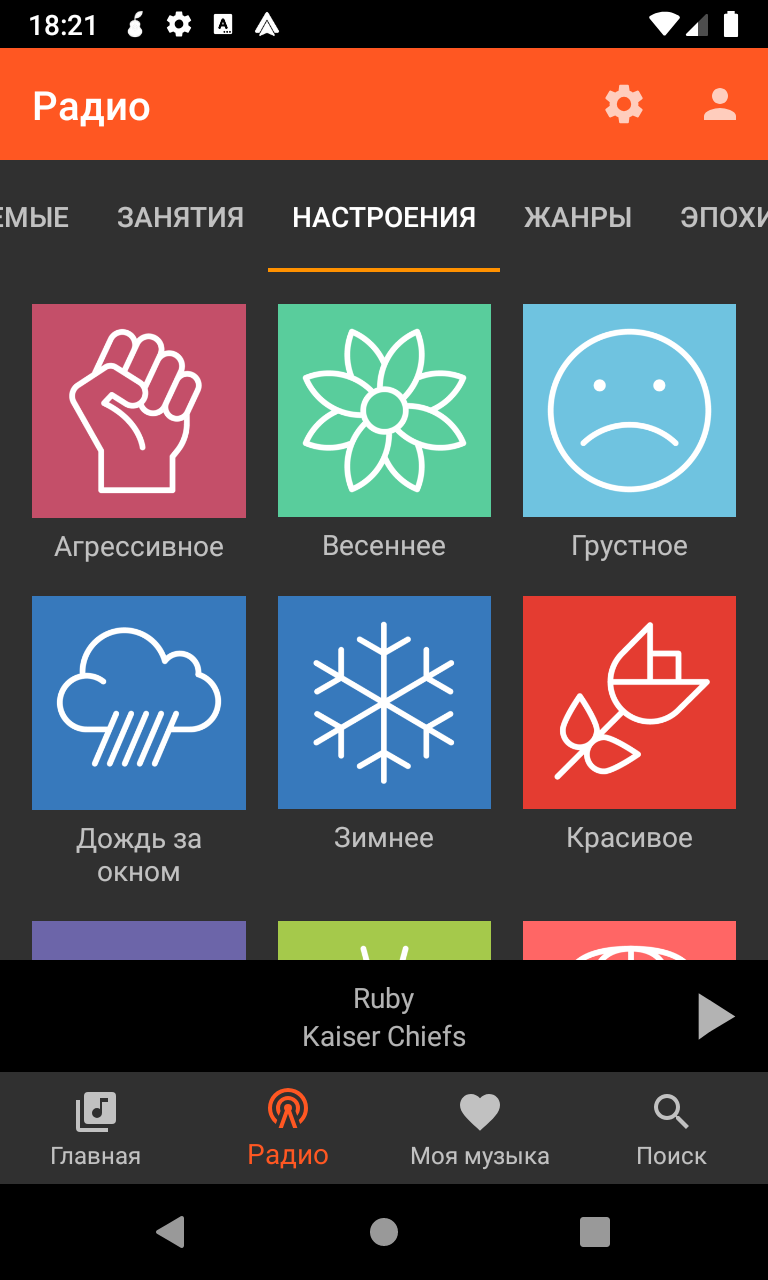 18:21
Радио
ЕМЫЕ ЗАНЯТИЯ НАСТРОЕНИЯ ЖАНРЫ ЭПОХИ
Агрессивное Весеннее Грустное
Дождь за окном Зимнее Красивое
Ruby
Kaiser Chiefs
Главная Радио Моя музыка Поиск